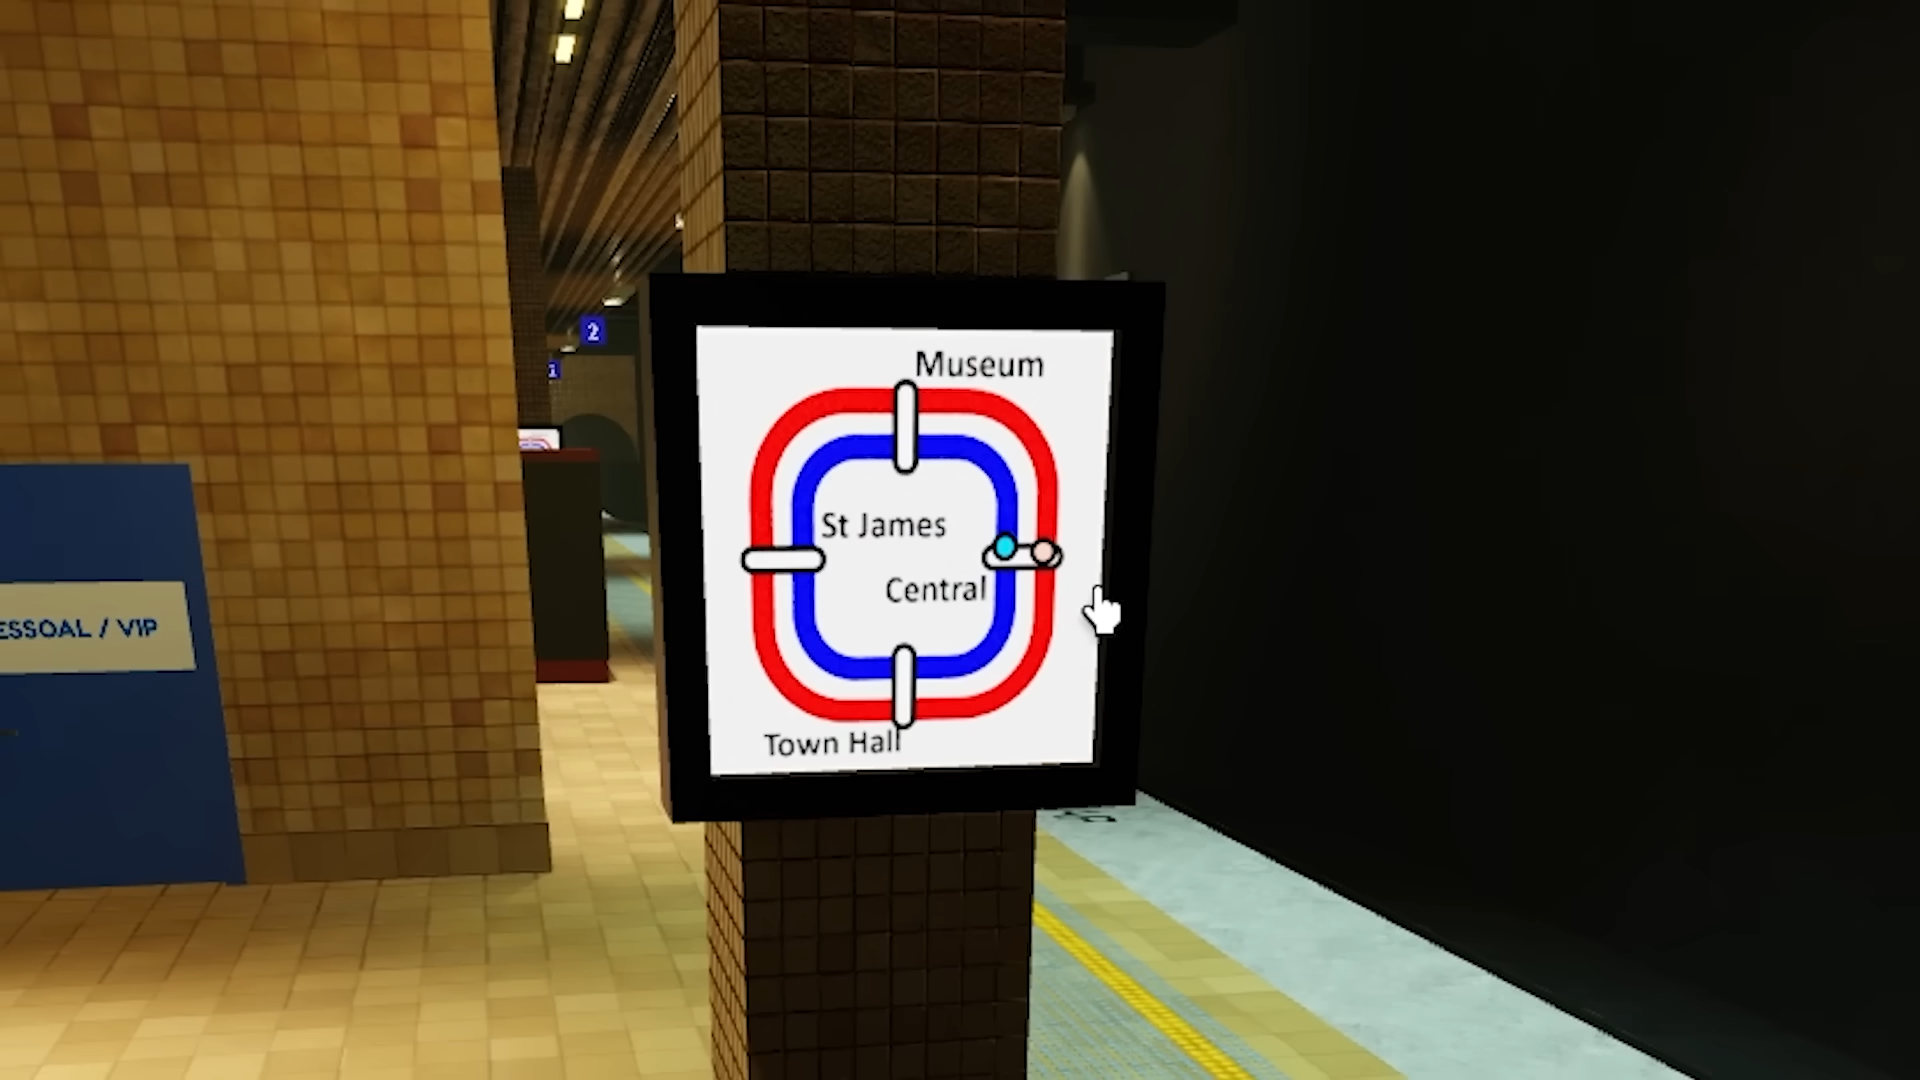 2
1
Museum
St James
Central
ESSOAL / VIP
Town Hall